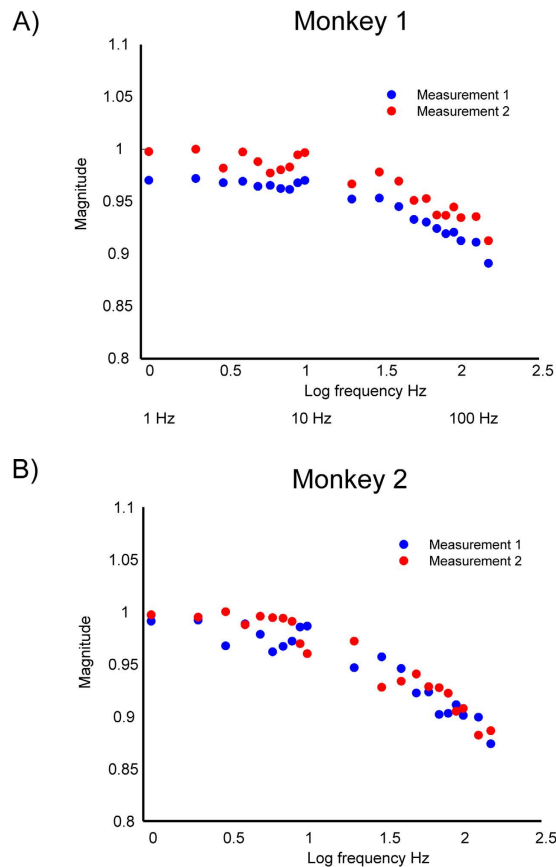 A)
Monkey 1
1.1
1.05
1
0.95
0.9
0.85
0.8
Magnitude
Measurement 1
Measurement 2
0 0.5 1 1.5 2 2.5
Log frequency Hz
1 Hz 10 Hz 100 Hz
B)
Monkey 2
1.1
1.05
1
0.95
0.9
0.85
0.8
Magnitude
Measurement 1
Measurement 2
0 0.5 1 1.5 2 2.5
Log frequency Hz